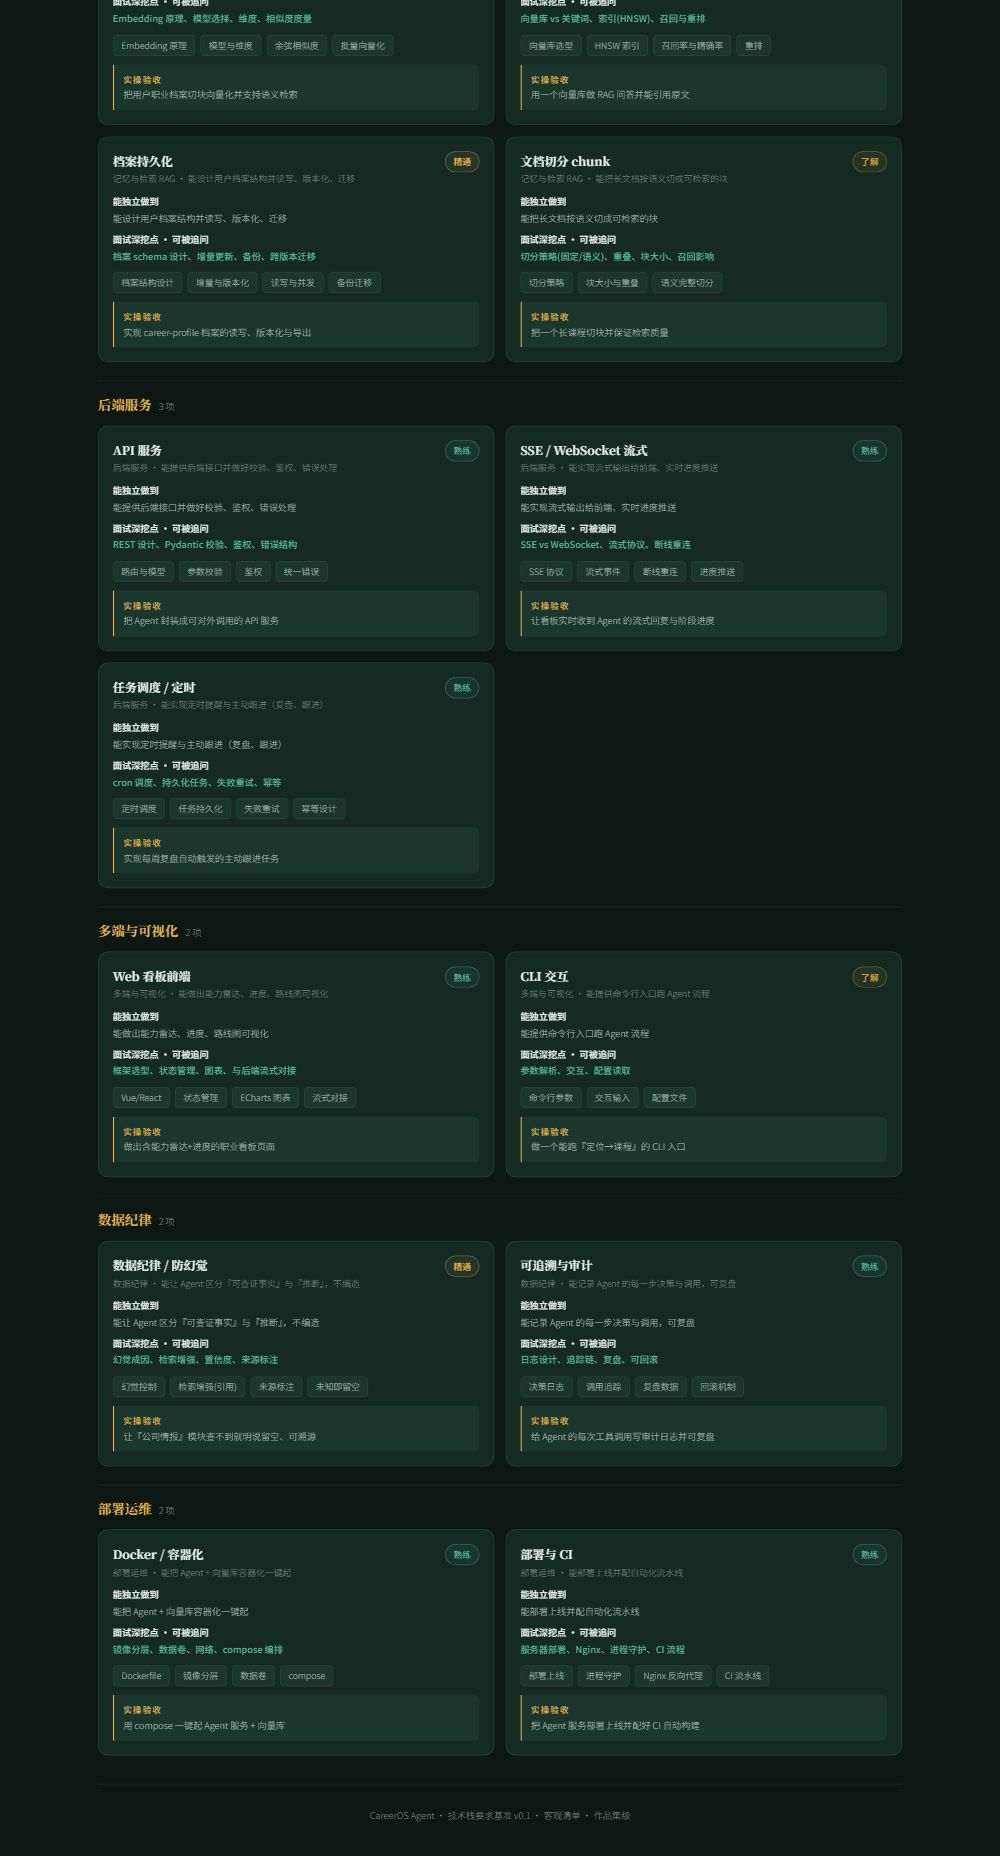 面试深挖点 · 可被追问
Embedding 原理、模型选择、维度、相似度度量
Embedding 原理
模型与维度
余弦相似度
批量向量化
实操验收
把用户职业档案切块向量化并支持语义检索
面试深挖点 · 可被追问
向量库 vs 关键词、索引(HNSW)、召回与重排
向量库选型
HNSW 索引
召回率与精确率
重排
实操验收
用一个向量库做 RAG 问答并能引用原文
档案持久化
精通
记忆与检索 RAG · 能设计用户档案结构并读写、版本化、迁移
能独立做到
能设计用户档案结构并读写、版本化、迁移
面试深挖点 · 可被追问
档案 schema 设计、增量更新、备份、跨版本迁移
档案结构设计
增量与版本化
读写与并发
备份迁移
实操验收
实现 career-profile 档案的读写、版本化与导出
文档切分 chunk
了解
记忆与检索 RAG · 能把长文档按语义切成可检索的块
能独立做到
能把长文档按语义切成可检索的块
面试深挖点 · 可被追问
切分策略(固定/语义)、重叠、块大小、召回影响
切分策略
块大小与重叠
语义完整切分
实操验收
把一个长课程切块并保证检索质量
后端服务 3 项
API 服务
熟练
后端服务 · 能提供后端接口并做好校验、鉴权、错误处理
能独立做到
能提供后端接口并做好校验、鉴权、错误处理
面试深挖点 · 可被追问
REST 设计、Pydantic 校验、鉴权、错误结构
路由与模型
参数校验
鉴权
统一错误
实操验收
把 Agent 封装成可对外调用的 API 服务
SSE / WebSocket 流式
熟练
后端服务 · 能实现流式输出给前端、实时进度推送
能独立做到
能实现流式输出给前端、实时进度推送
面试深挖点 · 可被追问
SSE vs WebSocket、流式协议、断线重连
SSE 协议
流式事件
断线重连
进度推送
实操验收
让看板实时收到 Agent 的流式回复与阶段进度
任务调度 / 定时
熟练
后端服务 · 能实现定时提醒与主动跟进（复盘、跟进）
能独立做到
能实现定时提醒与主动跟进（复盘、跟进）
面试深挖点 · 可被追问
cron 调度、持久化任务、失败重试、幂等
定时调度
任务持久化
失败重试
幂等设计
实操验收
实现每周复盘自动触发的主动跟进任务
多端与可视化 2 项
Web 看板前端
熟练
多端与可视化 · 能做出能力雷达、进度、路线图可视化
能独立做到
能做出能力雷达、进度、路线图可视化
面试深挖点 · 可被追问
框架选型、状态管理、图表、与后端流式对接
Vue/React
状态管理
ECharts 图表
流式对接
实操验收
做出含能力雷达+进度的职业看板页面
CLI 交互
了解
多端与可视化 · 能提供命令行入口跑 Agent 流程
能独立做到
能提供命令行入口跑 Agent 流程
面试深挖点 · 可被追问
参数解析、交互、配置读取
命令行参数
交互输入
配置文件
实操验收
做一个能跑『定位→课程』的 CLI 入口
数据纪律 2 项
数据纪律 / 防幻觉
精通
数据纪律 · 能让 Agent 区分『可查证事实』与『推断』，不编造
能独立做到
能让 Agent 区分『可查证事实』与『推断』，不编造
面试深挖点 · 可被追问
幻觉成因、检索增强、置信度、来源标注
幻觉控制
检索增强(引用)
来源标注
未知即留空
实操验收
让『公司情报』模块查不到就明说留空、可溯源
可追溯与审计
熟练
数据纪律 · 能记录 Agent 的每一步决策与调用，可复盘
能独立做到
能记录 Agent 的每一步决策与调用，可复盘
面试深挖点 · 可被追问
日志设计、追踪链、复盘、可回滚
决策日志
调用追踪
复盘数据
回滚机制
实操验收
给 Agent 的每次工具调用写审计日志并可复盘
部署运维 2 项
Docker / 容器化
熟练
部署运维 · 能把 Agent + 向量库容器化一键起
能独立做到
能把 Agent + 向量库容器化一键起
面试深挖点 · 可被追问
镜像分层、数据卷、网络、compose 编排
Dockerfile
镜像分层
数据卷
compose
实操验收
用 compose 一键起 Agent 服务 + 向量库
部署与 CI
熟练
部署运维 · 能部署上线并配自动化流水线
能独立做到
能部署上线并配自动化流水线
面试深挖点 · 可被追问
服务器部署、Nginx、进程守护、CI 流程
部署上线
进程守护
Nginx 反向代理
CI 流水线
实操验收
把 Agent 服务部署上线并配好 CI 自动构建
CareerOS Agent · 技术栈要求基准 v0.1 · 客观清单 · 作品集级